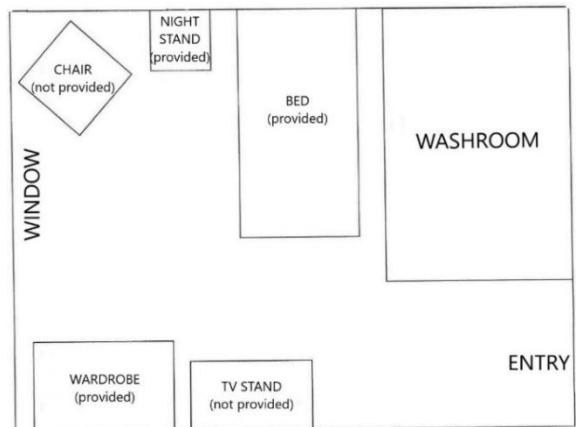 NIGHT
STAND
(provided)
CHAIR
(not provided)
BED
(provided)
WASHROOM
WINDOW
ENTRY
WARDROBE
(provided)
TV STAND
(not provided)